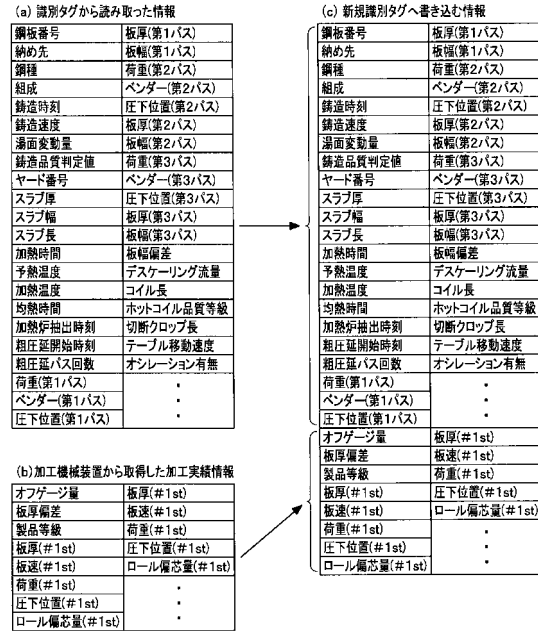 (a) 識別タグから読み取った情報
鋼板番号 板厚(第1パス)
納め先 板幅(第1パス)
鋼種 荷重(第2パス)
組成 ベンダー(第2パス)
鋳造時刻 圧下位置(第2パス)
鋳造速度 板厚(第2パス)
湯面変動量 板幅(第2パス)
鋳造品質判定値 荷重(第3パス)
ヤード番号 ベンダー(第3パス)
スラブ厚 圧下位置(第3パス)
スラブ幅 板厚(第3パス)
スラブ長 板幅(第3パス)
加熱時間 板幅偏差
予熱温度 デスケーリング流量
加熱温度 コイル長
均熱時間 ホットコイル品質等級
加熱炉抽出時刻 切断クロップ長
粗圧延開始時刻 テーブル移動速度
粗圧延パス回数 オシレーション有無
荷重(第1パス) ・
ベンダー(第1パス) ・
圧下位置(第1パス) ・
(b)加工機械装置から取得した加工実績情報
オフゲージ量 板厚(#1st)
板厚偏差 板速(#1st)
製品等級 荷重(#1st)
板厚(#1st) 圧下位置(#1st)
板速(#1st) ロール偏芯量(#1st)
荷重(#1st) ・
圧下位置(#1st) ・
ロール偏芯量(#1st) ・
(c) 新規識別タグへ書き込む情報
鋼板番号 板厚(第1パス)
納め先 板幅(第1パス)
鋼種 荷重(第2パス)
組成 ベンダー(第2パス)
鋳造時刻 圧下位置(第2パス)
鋳造速度 板厚(第2パス)
湯面変動量 板幅(第2パス)
鋳造品質判定値 荷重(第3パス)
ヤード番号 ベンダー(第3パス)
スラブ厚 圧下位置(第3パス)
スラブ幅 板厚(第3パス)
スラブ長 板幅(第3パス)
加熱時間 板幅偏差
予熱温度 デスケーリング流量
加熱温度 コイル長
均熱時間 ホットコイル品質等級
加熱炉抽出時刻 切断クロップ長
粗圧延開始時刻 テーブル移動速度
粗圧延パス回数 オシレーション有無
荷重(第1パス) ・
ベンダー(第1パス) ・
圧下位置(第1パス) ・
オフゲージ量 板厚(#1st)
板厚偏差 板速(#1st)
製品等級 荷重(#1st)
板厚(#1st) 圧下位置(#1st)
板速(#1st) ロール偏芯量(#1st)
荷重(#1st) ・
圧下位置(#1st) ・
ロール偏芯量(#1st) ・